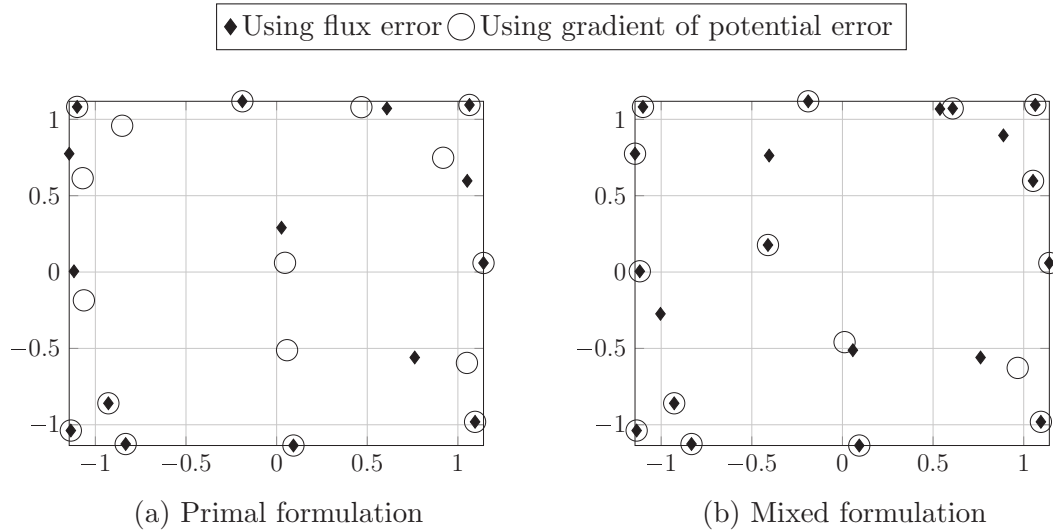 Using flux error Using gradient of potential error
1
0.5
0
−0.5
−1
−1 −0.5 0 0.5 1
(a) Primal formulation
1
0.5
0
−0.5
−1
−1 −0.5 0 0.5 1
(b) Mixed formulation